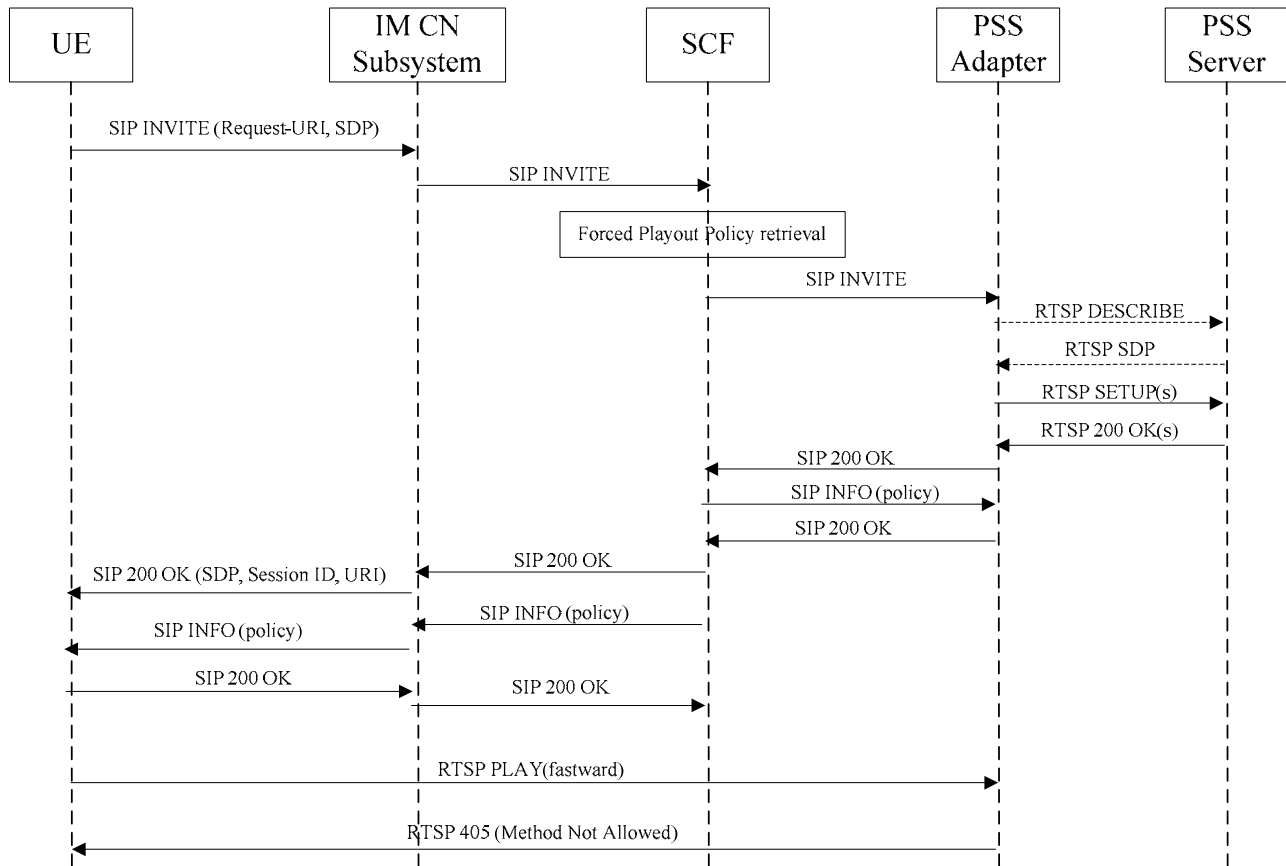 UE
IM CN
Subsystem
SCF
PSS
Adapter
PSS
Server
SIP INVITE (Request-URI, SDP)
SIP INVITE
Forced Playout Policy retrieval
SIP INVITE
RTSP DESCRIBE
RTSP SDP
RTSP SETUP(s)
RTSP 200 OK(s)
SIP 200 OK
SIP INFO (policy)
SIP 200 OK
SIP 200 OK
SIP 200 OK (SDP, Session ID, URI)
SIP INFO (policy)
SIP INFO (policy)
SIP 200 OK
SIP 200 OK
RTSP PLAY(fastward)
RTSP 405 (Method Not Allowed)